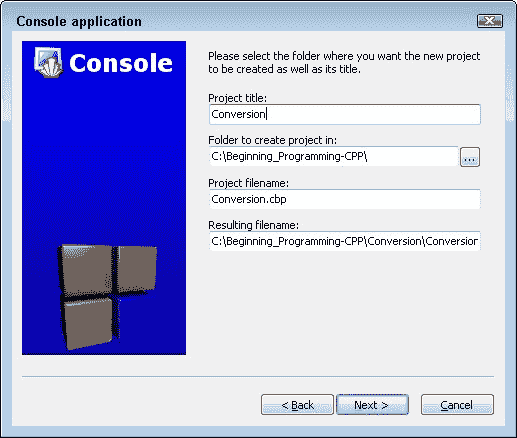 Console application
Console
Please select the folder where you want the new project
to be created as well as its title.
Project title:
Conversion
Folder to create project in:
C:\Beginning_Programming-CPP\
...
Project filename:
Conversion.cbp
Resulting filename:
C:\Beginning_Programming-CPP\Conversion\Conversion
< Back
Next >
Cancel